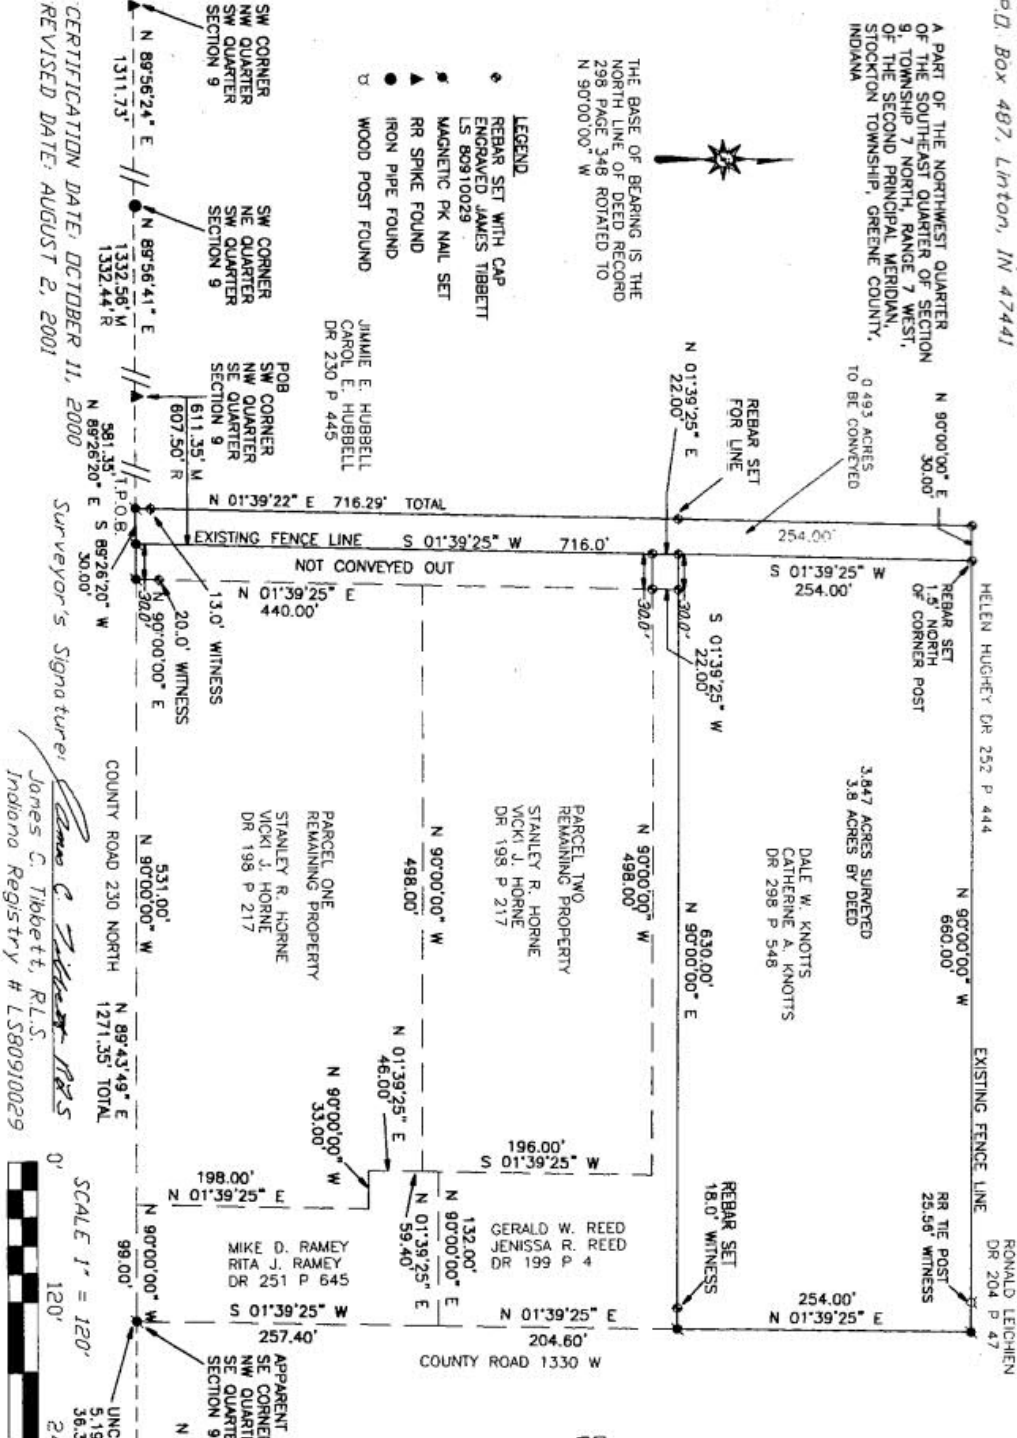 P.O. Box 487, Linton, IN 47441
A PART OF THE NORTHWEST QUARTER
OF THE SOUTHEAST QUARTER OF SECTION
9, TOWNSHIP 7 NORTH, RANGE 7 WEST,
OF THE SECOND PRINCIPAL MERIDIAN,
STOCKTON TOWNSHIP, GREENE COUNTY,
INDIANA
THE BASE OF BEARING IS THE
NORTH LINE OF DEED RECORD
298 PAGE 348 ROTATED TO
N 90°00'00" W
LEGEND
REBAR SET WITH CAP
ENGRAVED JAMES TIBBETT
LS 80910029
MAGNETIC PK NAIL SET
RR SPIKE FOUND
IRON PIPE FOUND
WOOD POST FOUND
SW CORNER
NW QUARTER
SW QUARTER
SECTION 9
N 89°56'24" E
1311.73'
SW CORNER
NE QUARTER
SW QUARTER
SECTION 9
N 89°56'41" E
1332.56' M
1332.44' R
CERTIFICATION DATE: OCTOBER 11, 2000
REVISED DATE: AUGUST 2, 2001
N 90°00'00" E
30.00'
0.493 ACRES
TO BE CONVEYED
REBAR SET
FOR LINE
N 01°39'25" E
22.00'
JIMMIE E. HUBBELL
CAROL E. HUBBELL
DR 230 P 445
POB
SW CORNER
NW QUARTER
SE QUARTER
SECTION 9
611.35' M
607.50' R
581.35'
N 89°26'20" E
T.P.O.B.
S 89°26'20" W
30.00'
N 01°39'22" E 716.29' TOTAL
EXISTING FENCE LINE S 01°39'25" W 716.0'
NOT CONVEYED OUT
N 01°39'25" E
440.00'
254.00'
S 01°39'25" W
254.00'
30.0'
30.0'
30.0'
S 01°39'25" W
22.00'
13.0' WITNESS
20.0' WITNESS
N 90°00'00" E
REBAR SET
1.5' NORTH
OF CORNER POST
HELEN HUGHEY DR 252 P 444
N 90°00'00" W
660.00'
EXISTING FENCE LINE
3.847 ACRES SURVEYED
3.8 ACRES BY DEED
DALE W. KNOTTS
CATHERINE A. KNOTTS
DR 298 P 548
630.00'
N 90°00'00" E
N 90°00'00" W
498.00'
PARCEL TWO
REMAINING PROPERTY
STANLEY R. HORNE
VICKI J. HORNE
DR 198 P 217
N 90°00'00" W
498.00'
PARCEL ONE
REMAINING PROPERTY
STANLEY R. HORNE
VICKI J. HORNE
DR 198 P 217
531.00'
N 90°00'00" W
COUNTY ROAD 230 NORTH
N 89°43'49" E
1271.35' TOTAL
Surveyor's Signature:
James C. Tibbett RLS
James C. Tibbett, R.L.S.
Indiana Registry # LS80910029
N 01°39'25" E
46.00'
N 90°00'00" W
33.00'
196.00'
S 01°39'25" W
198.00'
N 01°39'25" E
59.40'
N 01°39'25" E
132.00'
N 90°00'00" E
GERALD W. REED
JENISSA R. REED
DR 199 P 4
MIKE D. RAMEY
RITA J. RAMEY
DR 251 P 645
N 90°00'00" W
99.00'
S 01°39'25" W
257.40'
N 01°39'25" E
204.60'
REBAR SET
18.0' WITNESS
254.00'
N 01°39'25" E
RR TIE POST
25.56' WITNESS
RONALD LEICHIEN
DR 204 P 47
COUNTY ROAD 1330 W
APPARENT
SE CORNER
NW QUARTER
SE QUARTE
SECTION 9
UNC
5.19
36.3
N
SCALE 1" = 120'
0' 120' 2